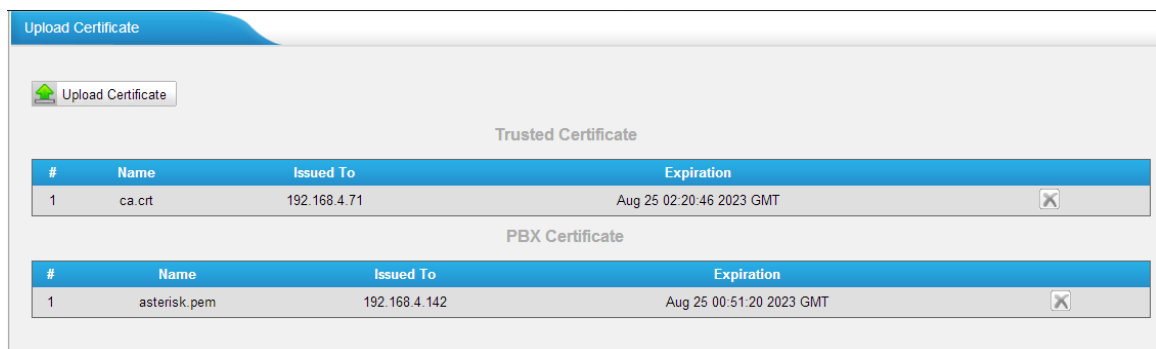 Upload Certificate
Upload Certificate
Trusted Certificate
# Name Issued To Expiration
1 ca.crt 192.168.4.71 Aug 25 02:20:46 2023 GMT
PBX Certificate
# Name Issued To Expiration
1 asterisk.pem 192.168.4.142 Aug 25 00:51:20 2023 GMT